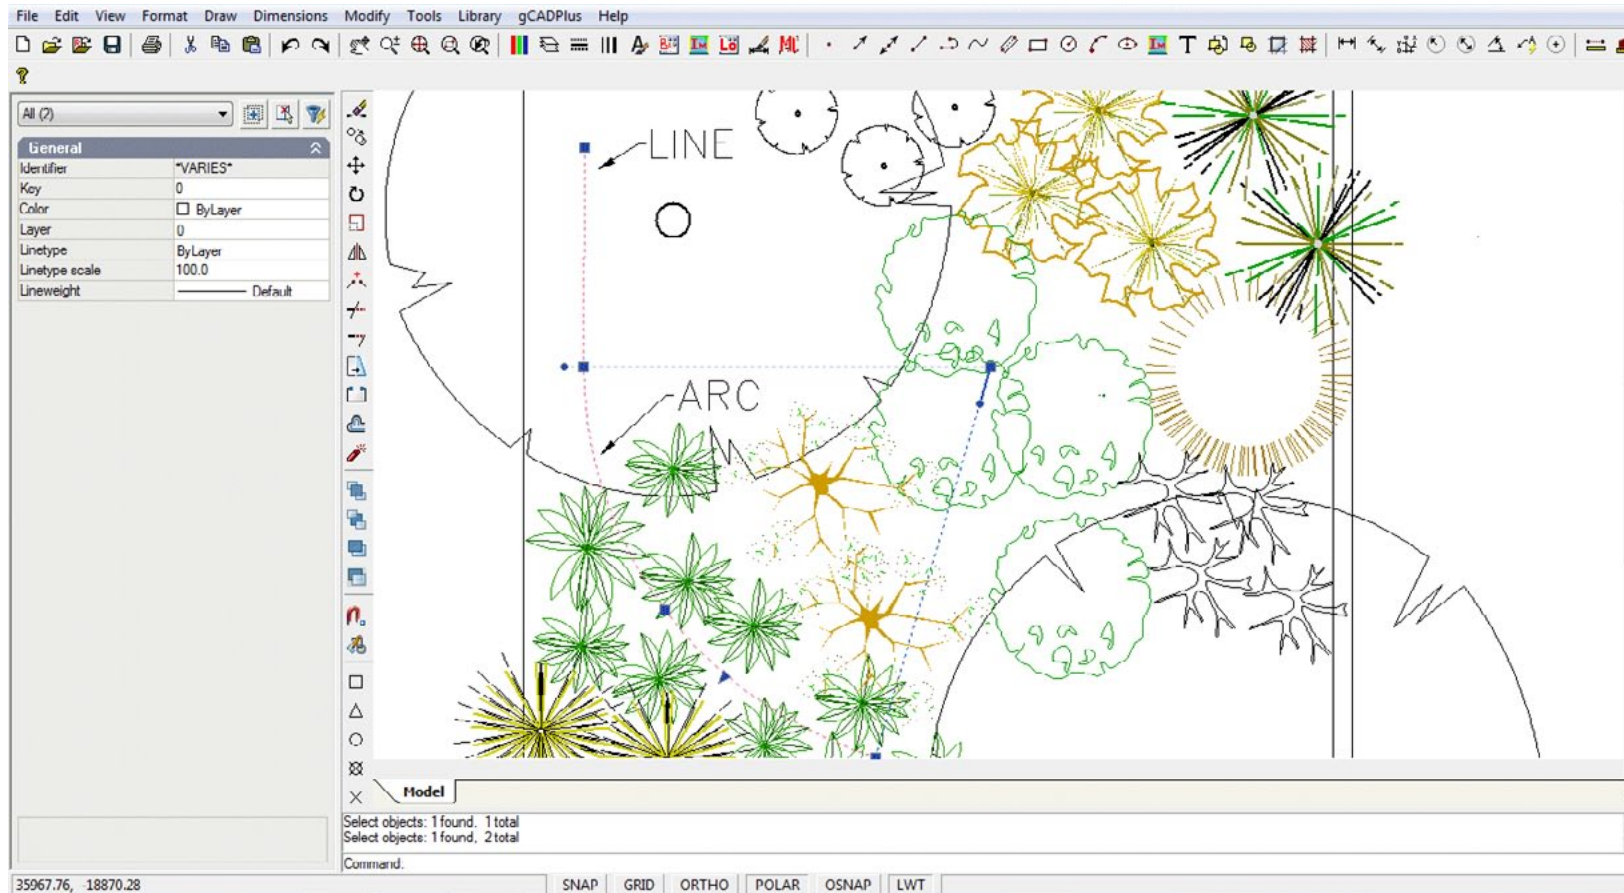 File Edit View Format Draw Dimensions Modify Tools Library gCADPlus Help
All (2)
General
Identifier *VARIES*
Key 0
Color ByLayer
Layer 0
Linetype ByLayer
Linetype scale 100.0
Lineweight Default
LINE
ARC
Model
Select objects: 1 found, 1 total
Select objects: 1 found, 2 total
Command.
35967.76, -18870.28 SNAP GRID ORTHO POLAR OSNAP LWT